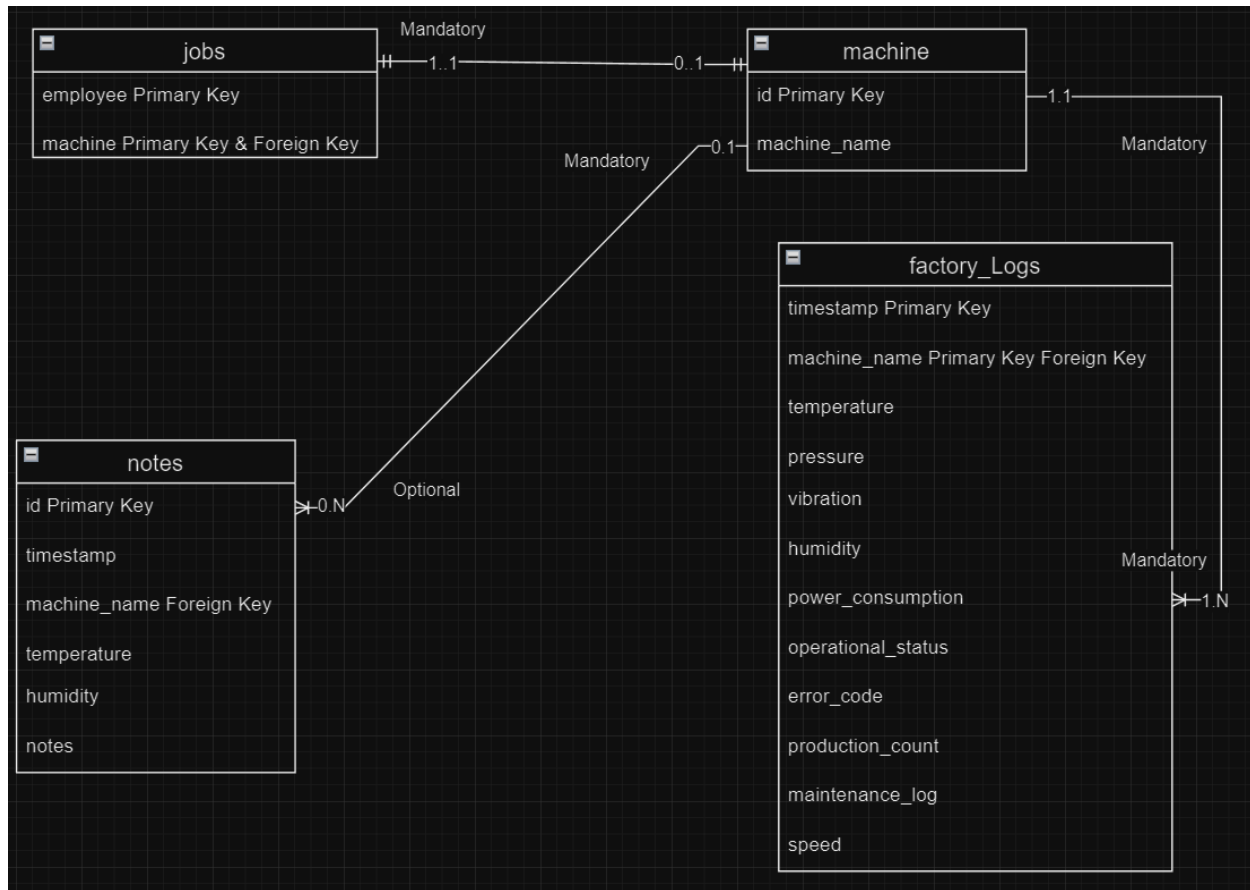 jobs
employee Primary Key
machine Primary Key & Foreign Key
Mandatory
1..1
0..1
machine
id Primary Key
machine_name
1.1
Mandatory
0.1
Mandatory
factory_Logs
timestamp Primary Key
machine_name Primary Key Foreign Key
temperature
pressure
vibration
humidity
power_consumption
operational_status
error_code
production_count
maintenance_log
speed
Mandatory
1.N
notes
id Primary Key
timestamp
machine_name Foreign Key
temperature
humidity
notes
0.N
Optional